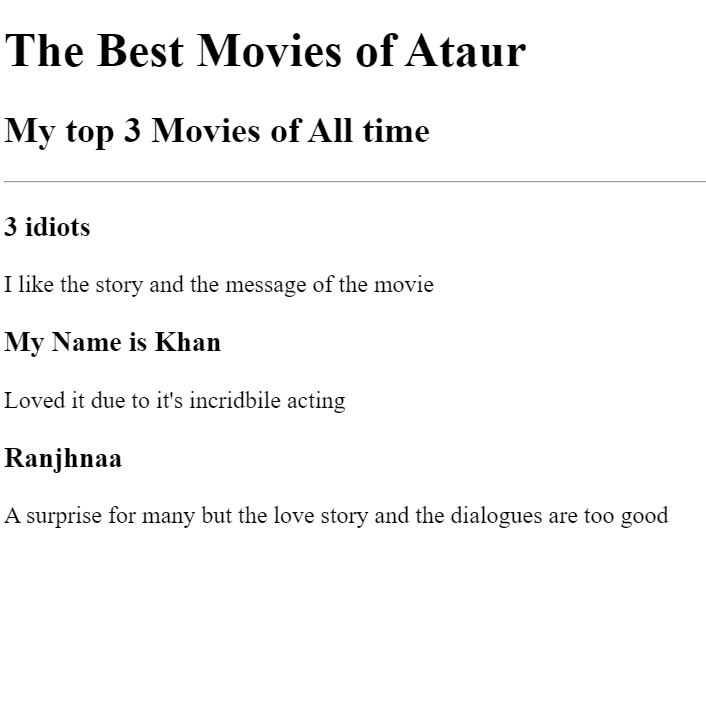 The Best Movies of Ataur
My top 3 Movies of All time
3 idiots
I like the story and the message of the movie
My Name is Khan
Loved it due to it's incridbile acting
Ranjhnaa
A surprise for many but the love story and the dialogues are too good